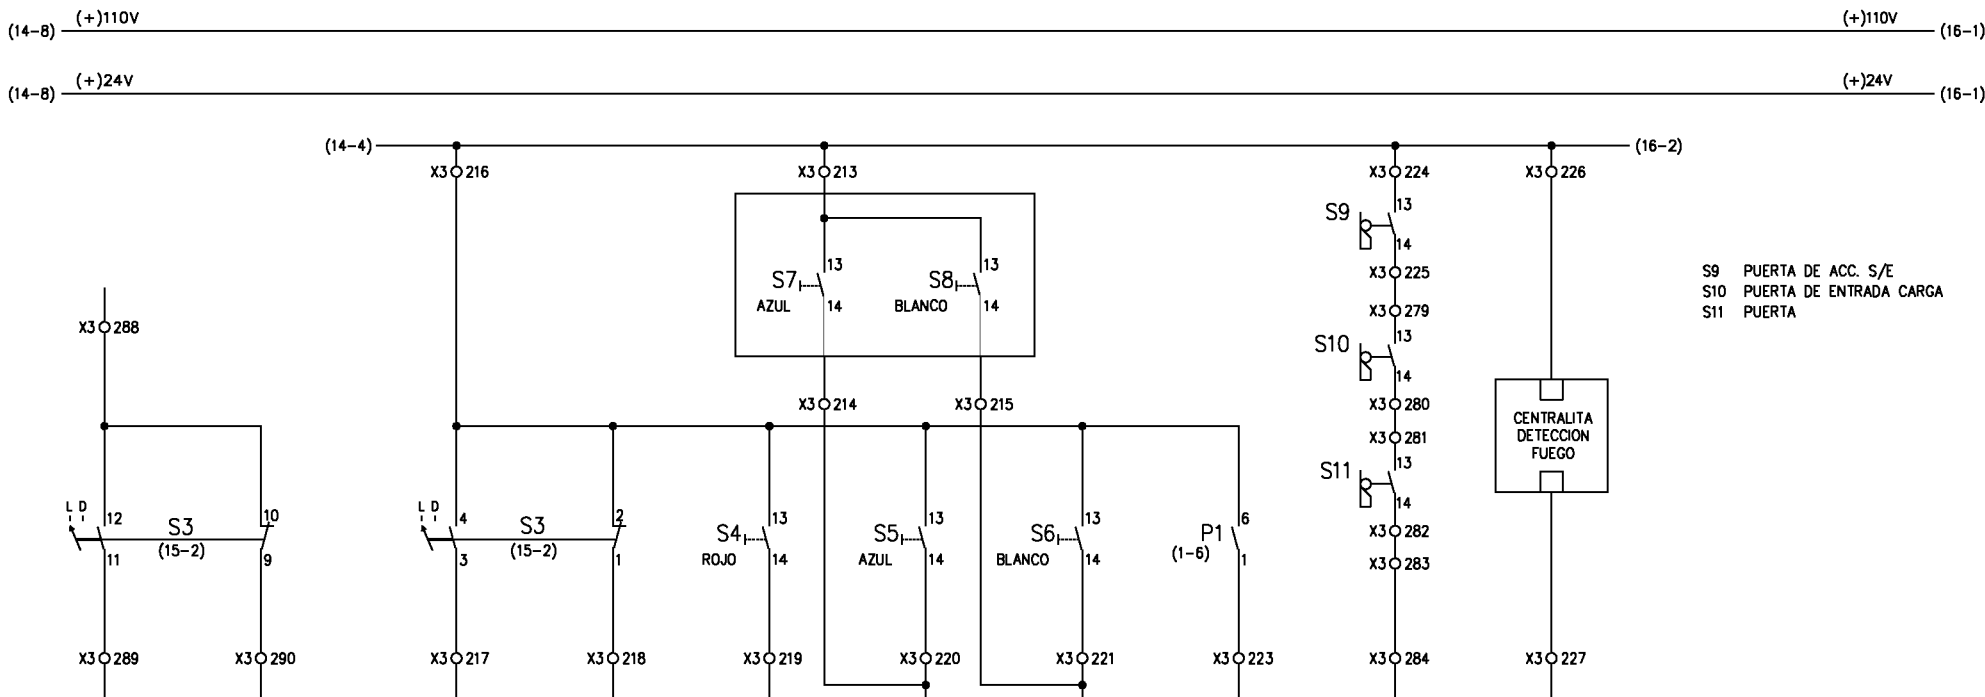 (+)110V (+)110V
(14-8) (16-1)
(+)24V (+)24V
(14-8) (16-1)
(14-4) (16-2)
X3 216 X3 213 X3 224 X3 226
S9 13
14
S7 13 S8 13 X3 225
AZUL 14 BLANCO 14
S9 PUERTA DE ACC. S/E
S10 PUERTA DE ENTRADA CARGA
S11 PUERTA
X3 279
X3 288
S10 13
14
X3 214 X3 215 X3 280
CENTRALITA
DETECCION
FUEGO
X3 281
S11 13
14
L D L D
12 S3 10 4 S3 2 S4 13 S5 13 S6 13 P1 6 X3 282
(15-2) (15-2) (1-6)
11 9 3 1 ROJO 14 AZUL 14 BLANCO 14 1 X3 283
X3 289 X3 290 X3 217 X3 218 X3 219 X3 220 X3 221 X3 223 X3 284 X3 227